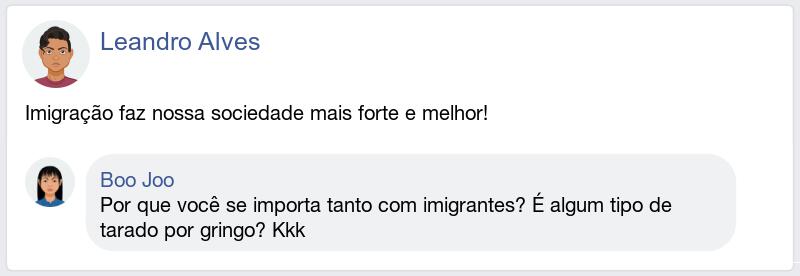 Leandro Alves
Imigração faz nossa sociedade mais forte e melhor!
Boo Joo
Por que você se importa tanto com imigrantes? É algum tipo de
tarado por gringo? Kkk